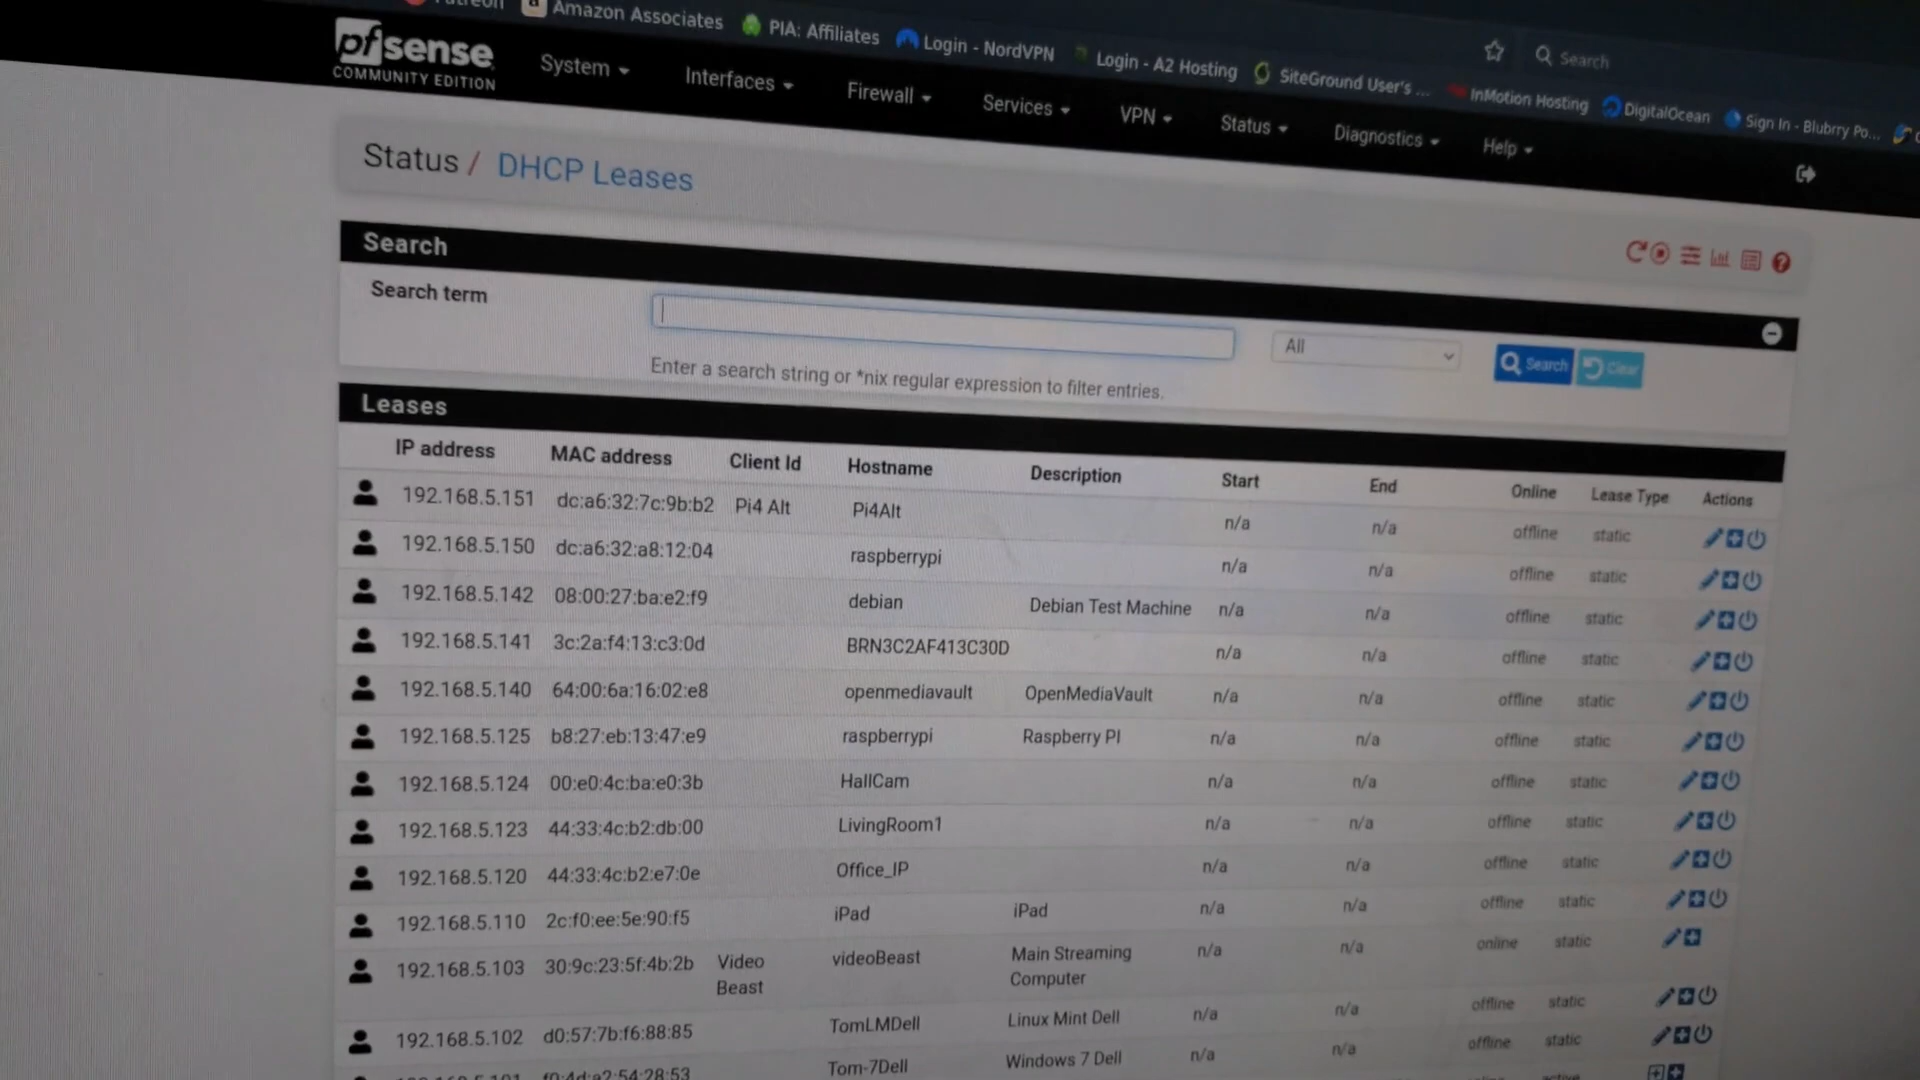 Amazon Associates
PIA: Affiliates
Login - NordVPN
Login - A2 Hosting
SiteGround User's ...
InMotion Hosting
DigitalOcean
Sign In - Blubrry Po...
Search
pfsense
COMMUNITY EDITION
System
Interfaces
Firewall
Services
VPN
Status
Diagnostics
Help
Status / DHCP Leases
Search
Search term
All
Search
Clear
Enter a search string or *nix regular expression to filter entries.
Leases
IP address MAC address Client Id Hostname Description Start End Online Lease Type Actions
192.168.5.151 dc:a6:32:7c:9b:b2 Pi4 Alt Pi4Alt n/a n/a offline static
192.168.5.150 dc:a6:32:a8:12:04 raspberrypi n/a n/a offline static
192.168.5.142 08:00:27:ba:e2:f9 debian Debian Test Machine n/a n/a offline static
192.168.5.141 3c:2a:f4:13:c3:0d BRN3C2AF413C30D n/a n/a offline static
192.168.5.140 64:00:6a:16:02:e8 openmediavault OpenMediaVault n/a n/a offline static
192.168.5.125 b8:27:eb:13:47:e9 raspberrypi Raspberry PI n/a n/a offline static
192.168.5.124 00:e0:4c:ba:e0:3b HallCam n/a n/a offline static
192.168.5.123 44:33:4c:b2:db:00 LivingRoom1 n/a n/a offline static
192.168.5.120 44:33:4c:b2:e7:0e Office_IP n/a n/a offline static
192.168.5.110 2c:f0:ee:5e:90:f5 iPad iPad n/a n/a offline static
192.168.5.103 30:9c:23:5f:4b:2b Video Beast videoBeast Main Streaming Computer n/a n/a online static
192.168.5.102 d0:57:7b:f6:88:85 TomLMDell Linux Mint Dell n/a n/a offline static
f0:4d:a2:54:28:53 Tom-7Dell Windows 7 Dell n/a n/a offline static